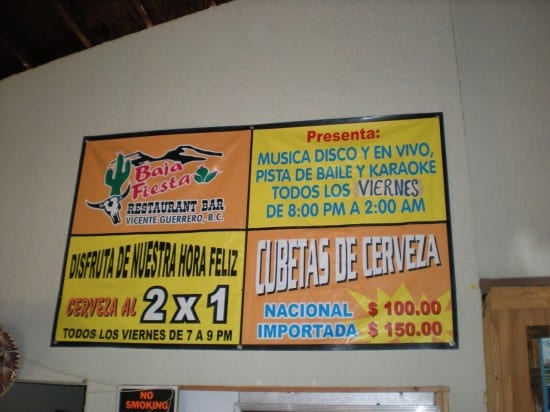 Baja
Fiesta
RESTAURANT BAR
VICENTE GUERRERO, B.C.
Presenta:
MUSICA DISCO Y EN VIVO,
PISTA DE BAILE Y KARAOKE
TODOS LOS VIERNES
DE 8:00 PM A 2:00 AM
DISFRUTA DE NUESTRA HORA FELIZ
CERVEZA AL 2 x 1
TODOS LOS VIERNES DE 7 A 9 PM
CUBETAS DE CERVEZA
NACIONAL $ 100.00
IMPORTADA $ 150.00
NO
SMOKING